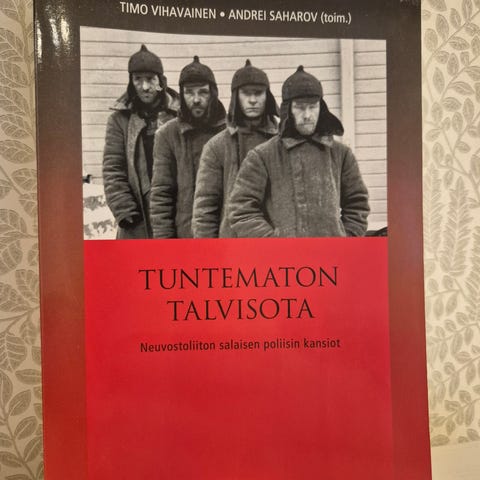 TIMO VIHAVAINEN • ANDREI SAHAROV (toim.)
TUNTEMATON
TALVISOTA
Neuvostoliiton salaisen poliisin kansiot